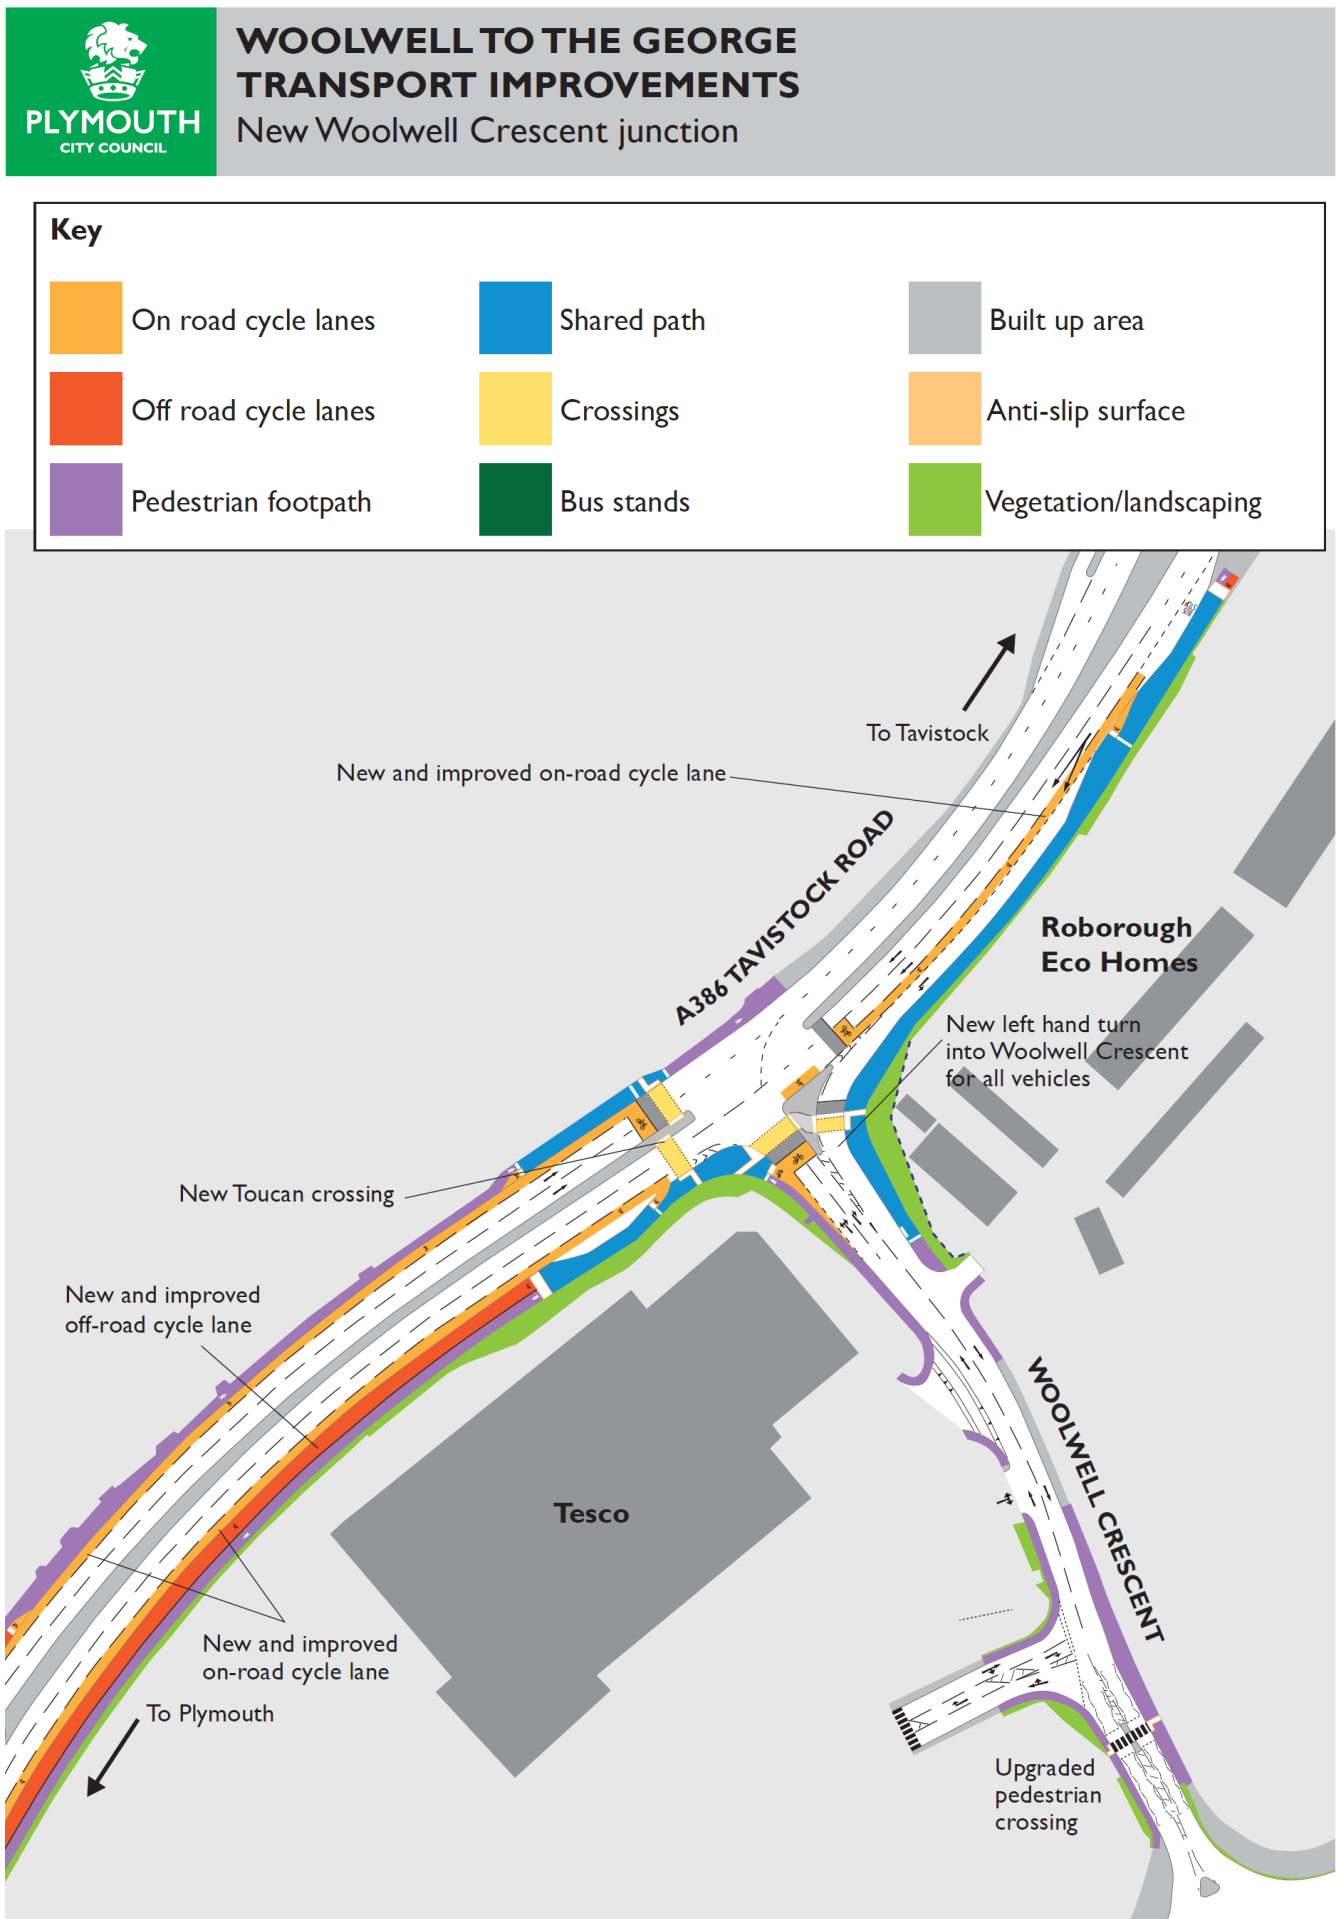 PLYMOUTH
CITY COUNCIL
WOOLWELL TO THE GEORGE
TRANSPORT IMPROVEMENTS
New Woolwell Crescent junction
Key
On road cycle lanes
Shared path
Built up area
Off road cycle lanes
Crossings
Anti-slip surface
Pedestrian footpath
Bus stands
Vegetation/landscaping
To Tavistock
New and improved on-road cycle lane
A386 TAVISTOCK ROAD
Roborough
Eco Homes
New left hand turn
into Woolwell Crescent
for all vehicles
New Toucan crossing
New and improved
off-road cycle lane
WOOLWELL CRESCENT
Tesco
New and improved
on-road cycle lane
To Plymouth
Upgraded
pedestrian
crossing